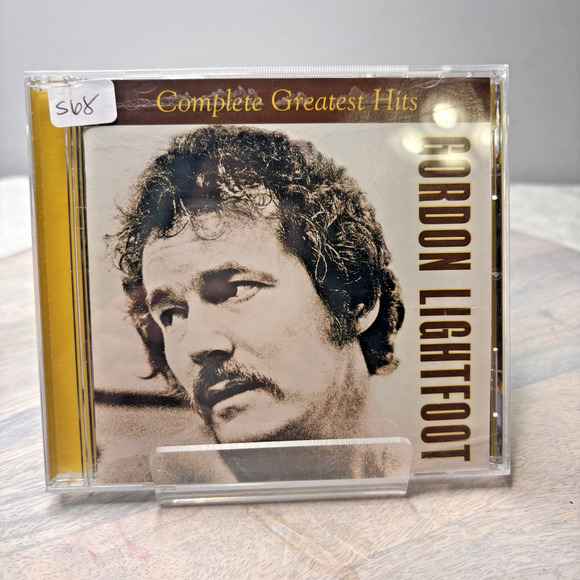 S68
Complete Greatest Hits
GORDON LIGHTFOOT